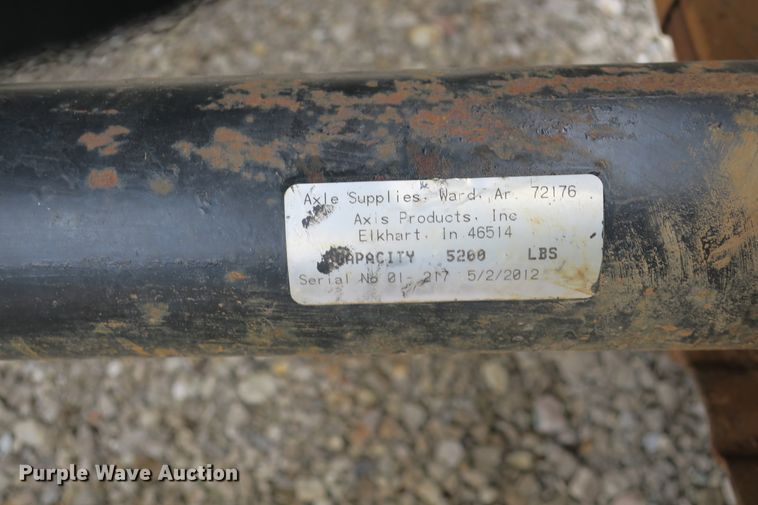 Axle Supplies, Ward, Ar. 72176
Axis Products, Inc
Elkhart, In 46514
CAPACITY 5200 LBS
Serial No 01-217 5/2/2012
Purple Wave Auction